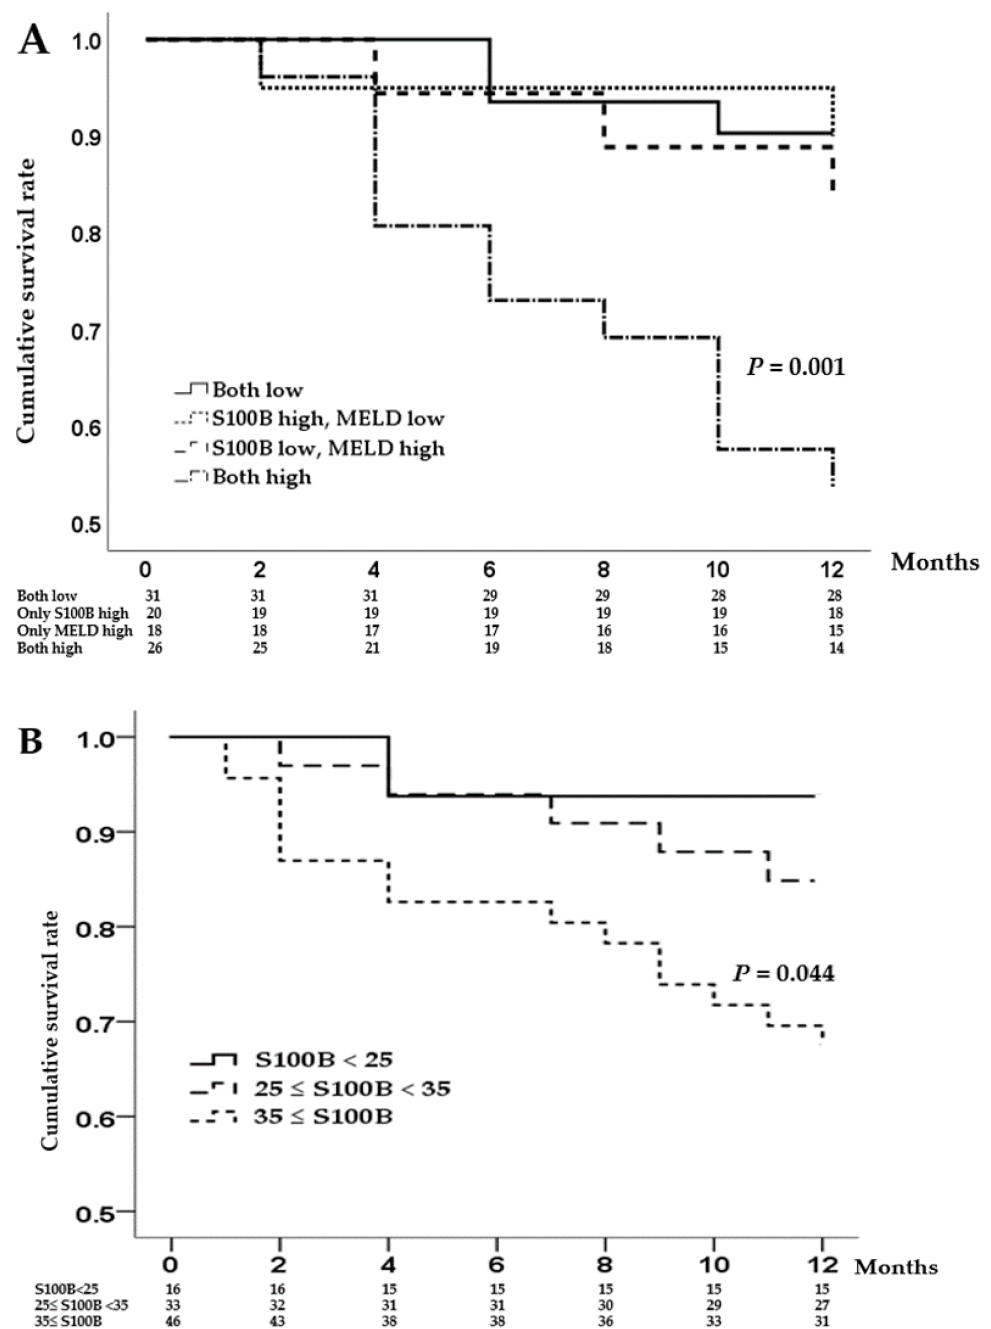 A
1.0
0.9
0.8
0.7
0.6
0.5
Cumulative survival rate
P = 0.001
Both low
S100B high, MELD low
S100B low, MELD high
Both high
0 2 4 6 8 10 12 Months
Both low 31 31 31 29 29 28 28
Only S100B high 20 19 19 19 19 19 18
Only MELD high 18 18 17 17 16 16 15
Both high 26 25 21 19 18 15 14
B
1.0
0.9
0.8
0.7
0.6
0.5
Cumulative survival rate
P = 0.044
S100B < 25
25 ≤ S100B < 35
35 ≤ S100B
0 2 4 6 8 10 12 Months
S100B<25 16 16 15 15 15 15 15
25≤ S100B <35 33 32 31 31 30 29 27
35≤ S100B 46 43 38 38 36 33 31